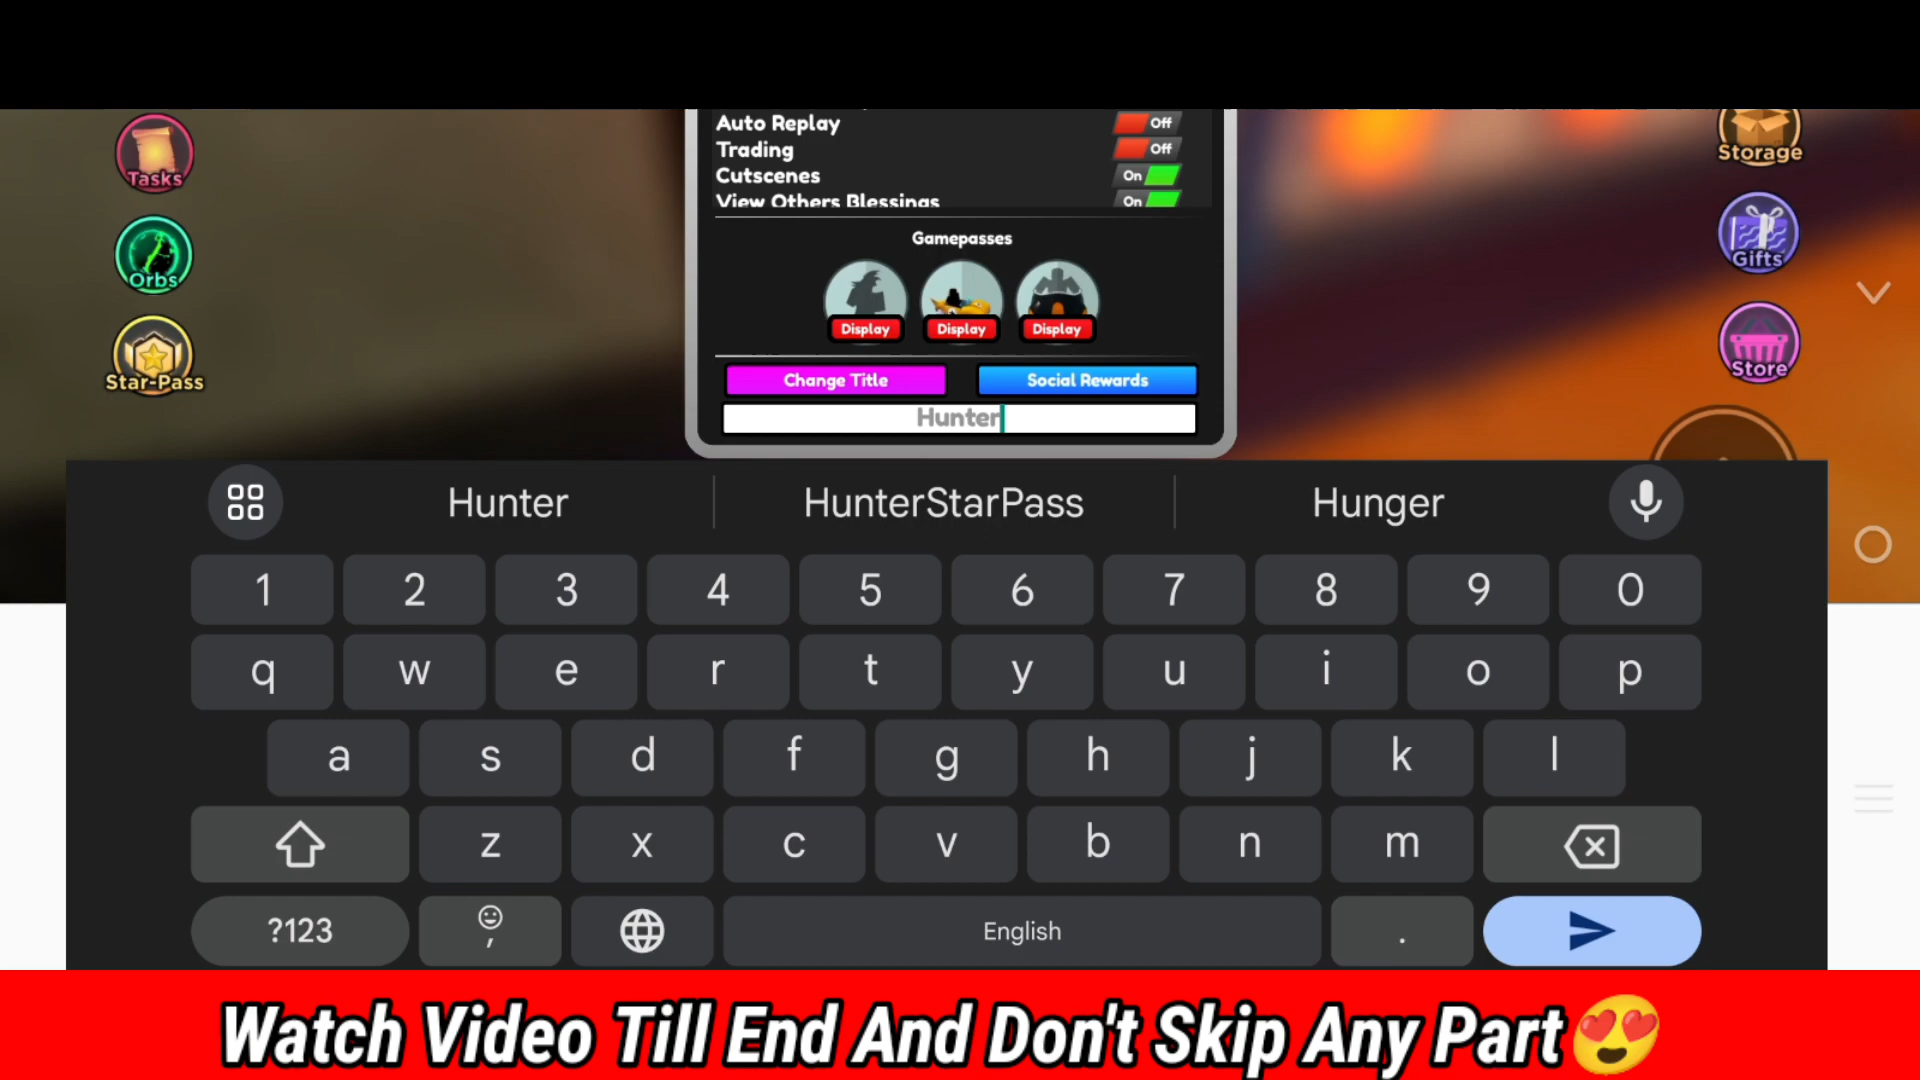 Auto Replay Off
Trading Off
Cutscenes On
View Others Blessings On
Gamepasses
Display Display Display
Change Title Social Rewards
Hunter
Tasks
Orbs
Star-Pass
Storage
Gifts
Store
Hunter HunterStarPass Hunger
1 2 3 4 5 6 7 8 9 0
q w e r t y u i o p
a s d f g h j k l
z x c v b n m
?123 , English .
Watch Video Till End And Don't Skip Any Part😍